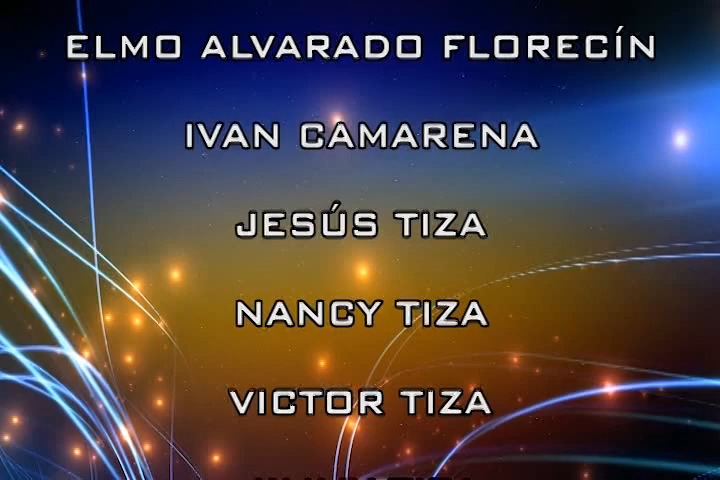 ELMO ALVARADO FLORECÍN
IVAN CAMARENA
JESÚS TIZA
NANCY TIZA
VICTOR TIZA